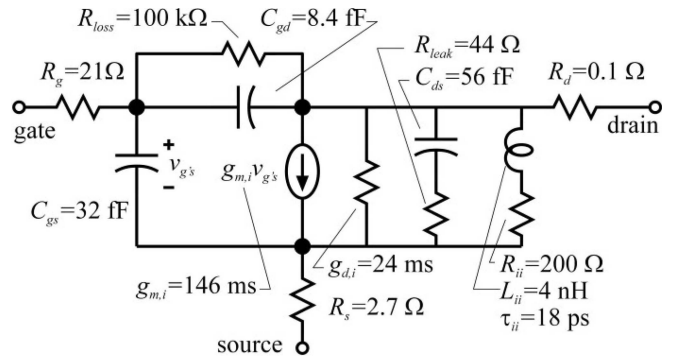 R_loss=100 kΩ
C_gd=8.4 fF
R_leak=44 Ω
C_ds=56 fF
R_g=21Ω
R_d=0.1 Ω
gate
drain
+
v_g's
−
g_m,i v_g's
C_gs=32 fF
g_d,i=24 ms
g_m,i=146 ms
R_s=2.7 Ω
R_ii=200 Ω
L_ii=4 nH
τ_ii=18 ps
source